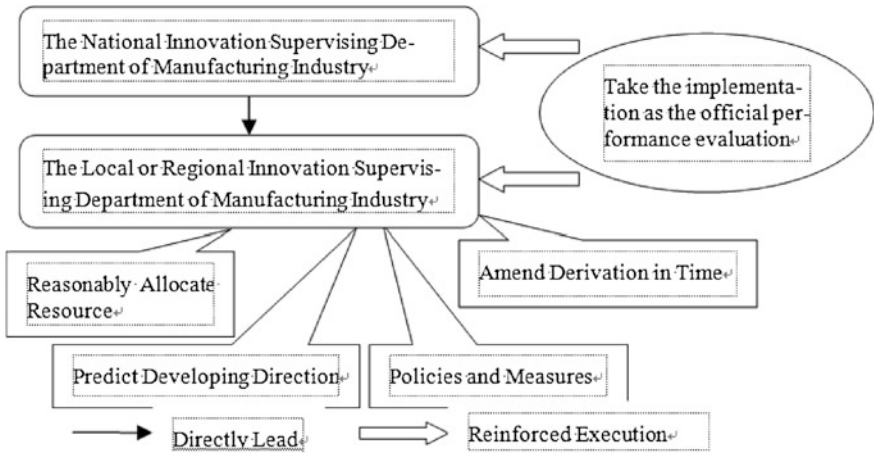 The National Innovation Supervising De-
partment of Manufacturing Industry
Take the implementa-
tion as the official per-
formance evaluation
The Local or Regional Innovation Supervis-
ing Department of Manufacturing Industry
Reasonably Allocate
Resource
Amend Derivation in Time
Predict Developing Direction
Policies and Measures
Directly Lead
Reinforced Execution